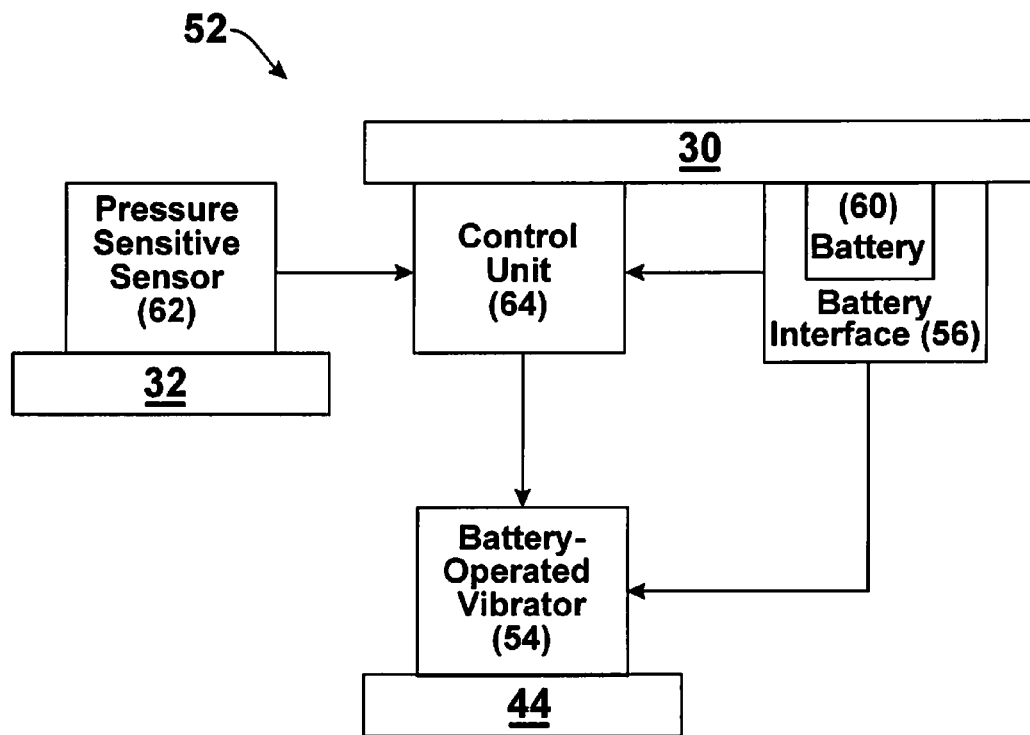 52
30
Pressure
Sensitive
Sensor
(62)
32
Control
Unit
(64)
(60)
Battery
Battery
Interface (56)
Battery-
Operated
Vibrator
(54)
44